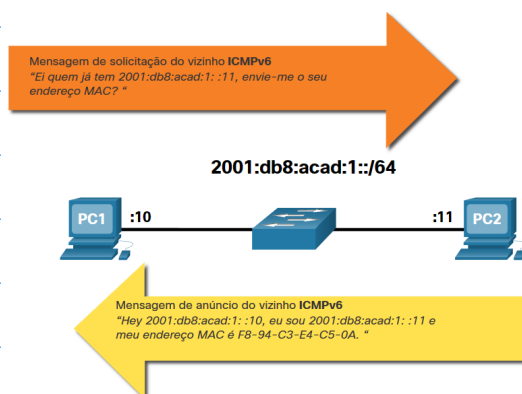 Mensagem de solicitação do vizinho ICMPv6
"Ei quem já tem 2001:db8:acad:1: :11, envie-me o seu
endereço MAC? "
2001:db8:acad:1::/64
PC1 :10 :11 PC2
Mensagem de anúncio do vizinho ICMPv6
"Hey 2001:db8:acad:1: :10, eu sou 2001:db8:acad:1: :11 e
meu endereço MAC é F8-94-C3-E4-C5-0A. "